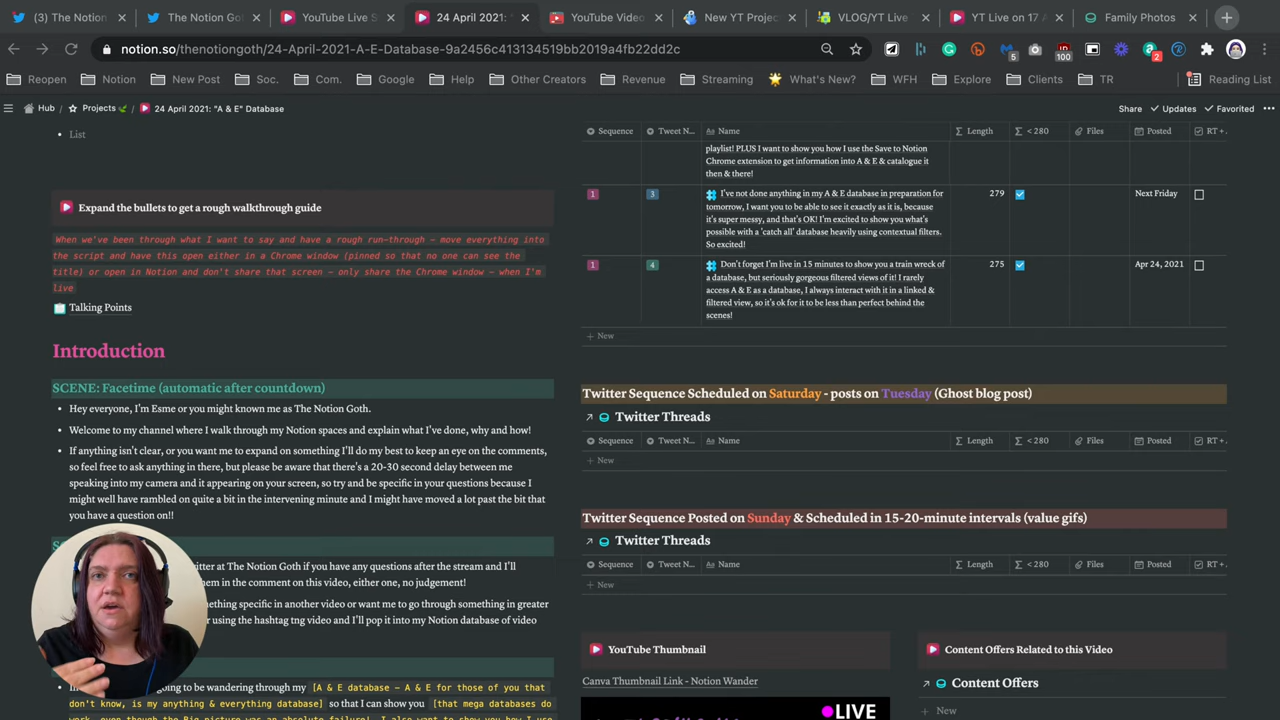 (3) The Notion
The Notion Go
YouTube Live S
24 April 2021:
YouTube Video
New YT Projec
VLOG/YT Live
YT Live on 17 A
Family Photos
notion.so/thenotiongoth/24-April-2021-A-E-Database-9a2456c413134519bb2019a4fb22dd2c
5
100
2
Reopen
Notion
New Post
Soc.
Com.
Google
Help
Other Creators
Revenue
Streaming
What's New?
WFH
Explore
Clients
TR
Reading List
Hub / Projects / 24 April 2021: "A & E" Database
Share
Updates
Favorited
List
Expand the bullets to get a rough walkthrough guide
When we've been through what I want to say and have a rough run-through - move everything into
the script and have this open either in a Chrome window (pinned so that no one can see the
title) or open in Notion and don't share that screen - only share the Chrome window - when I'm
live
Talking Points
Introduction
SCENE: Facetime (automatic after countdown)
Hey everyone, I'm Esme or you might known me as The Notion Goth.
Welcome to my channel where I walk through my Notion spaces and explain what I've done, why and how!
If anything isn't clear, or you want me to expand on something I'll do my best to keep an eye on the comments,
so feel free to ask anything in there, but please be aware that there's a 20-30 second delay between me
speaking into my camera and it appearing on your screen, so try and be specific in your questions because I
might well have rambled on quite a bit in the intervening minute and I might have moved a lot past the bit that
you have a question on!!
itter at The Notion Goth if you have any questions after the stream and I'll
hem in the comment on this video, either one, no judgement!
mething specific in another video or want me to go through something in greater
r using the hashtag tng video and I'll pop it into my Notion database of video
going to be wandering through my [A & E database - A & E for those of you that
don't know, is my anything & everything database] so that I can show you [that mega databases do
work, even though the Big picture was an absolute failure! I also want to show you how I use
Sequence
Tweet N...
Name
Length
< 280
Files
Posted
RT + .
playlist! PLUS I want to show you how I use the Save to Notion
Chrome extension to get information into A & E & catalogue it
then & there!
1
3
I've not done anything in my A & E database in preparation for
tomorrow, I want you to be able to see it exactly as it is, because
it's super messy, and that's OK! I'm excited to show you what's
possible with a 'catch all' database heavily using contextual filters.
So excited!
279
Next Friday
1
4
Don't forget I'm live in 15 minutes to show you a train wreck of
a database, but seriously gorgeous filtered views of it! I rarely
access A & E as a database, I always interact with it in a linked &
filtered view, so it's ok for it to be less than perfect behind the
scenes!
275
Apr 24, 2021
+ New
Twitter Sequence Scheduled on Saturday - posts on Tuesday (Ghost blog post)
Twitter Threads
Sequence
Tweet N...
Name
Length
< 280
Files
Posted
RT + .
+ New
Twitter Sequence Posted on Sunday & Scheduled in 15-20-minute intervals (value gifs)
Twitter Threads
Sequence
Tweet N...
Name
Length
< 280
Files
Posted
RT + .
+ New
YouTube Thumbnail
Canva Thumbnail Link - Notion Wander
LIVE
Content Offers Related to this Video
Content Offers
+ New